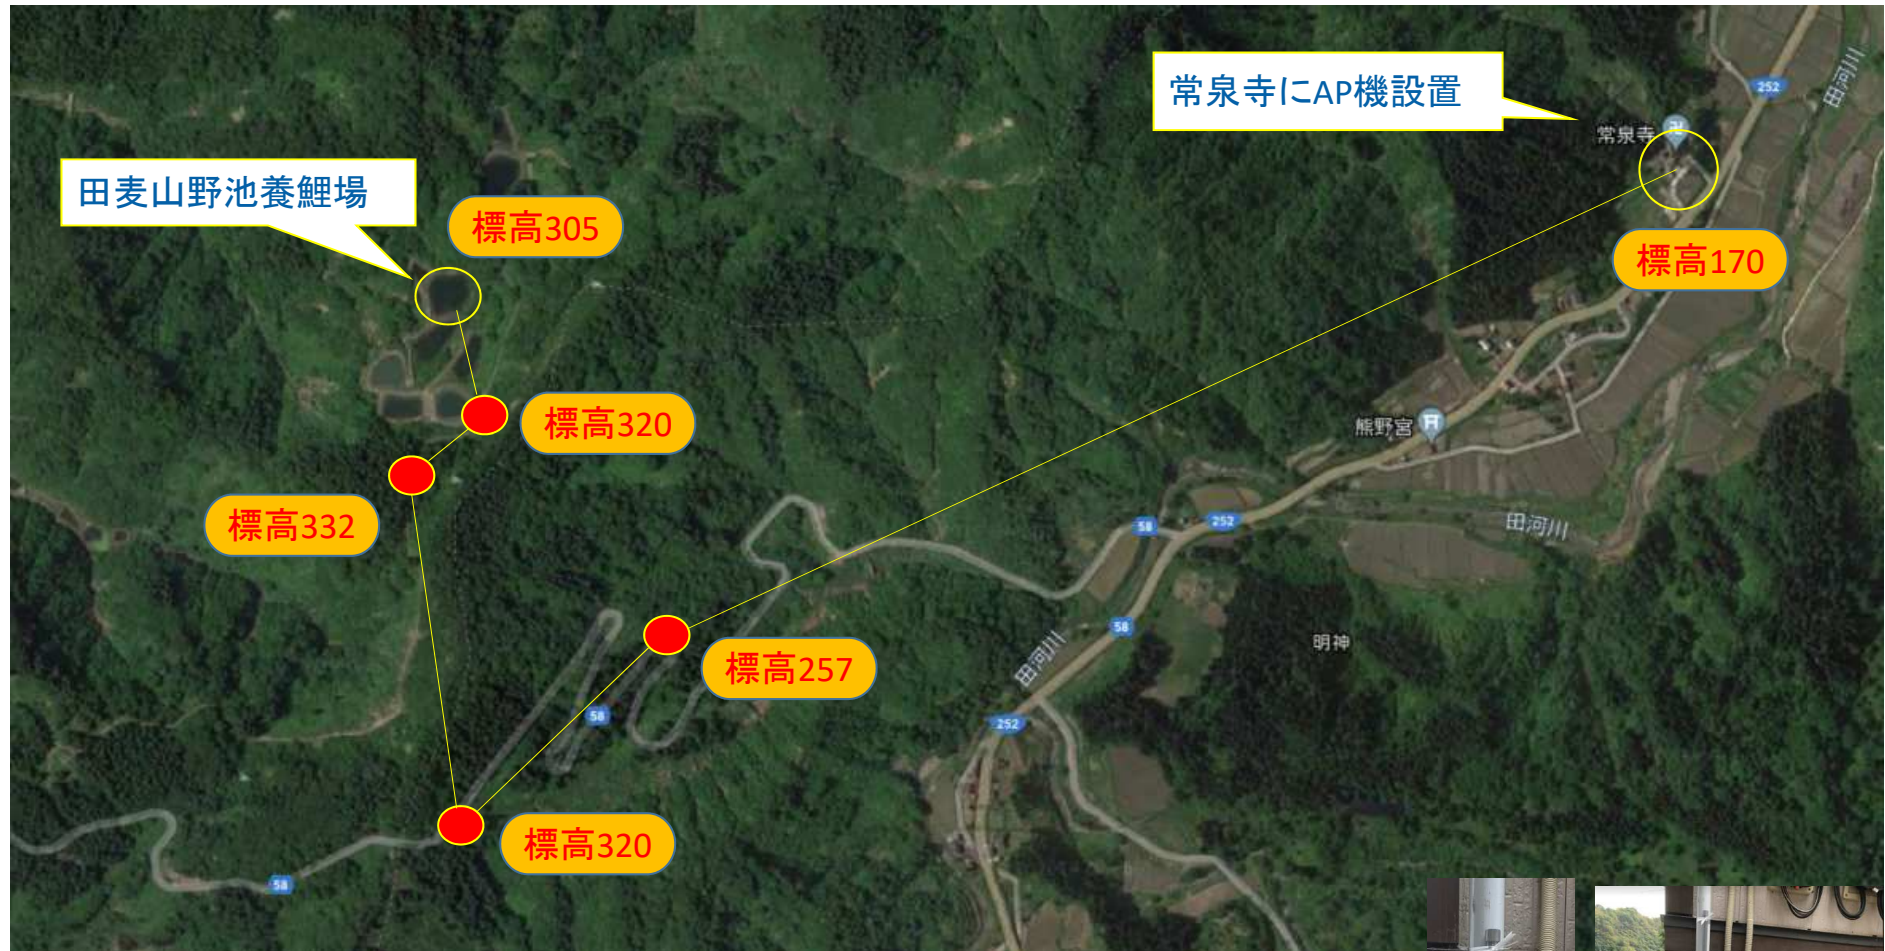 常泉寺にAP機設置
252
田河川
常泉寺
田麦山野池養鯉場
標高305
標高170
標高320
熊野宮
標高332
58
252
田河川
58
明神
田河川
標高257
58
252
標高320
58